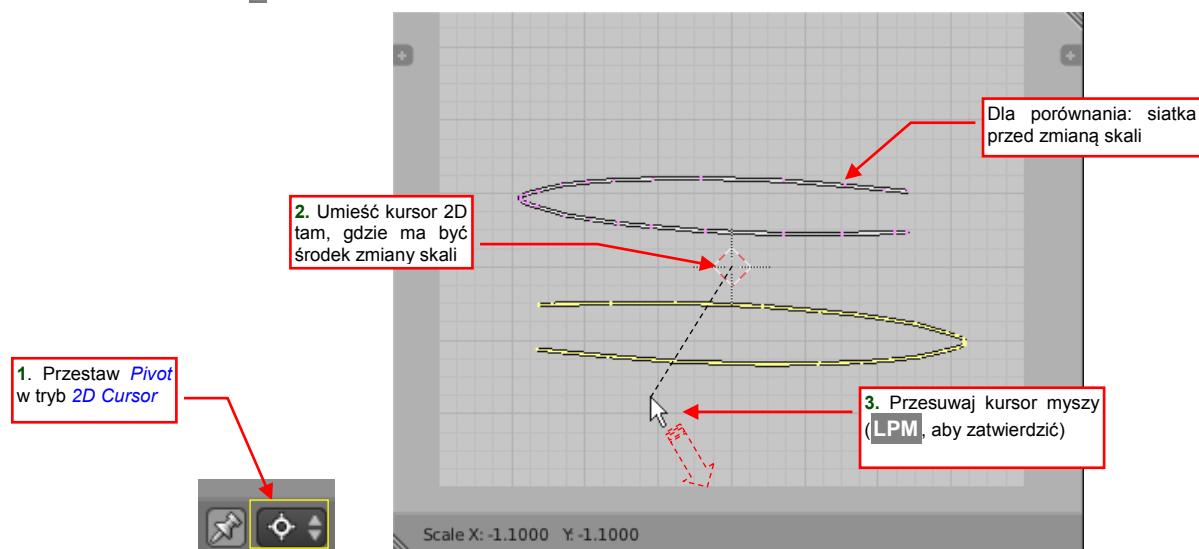 Dla porównania: siatka
przed zmianą skali
2. Umieść kursor 2D
tam, gdzie ma być
środek zmiany skali
1. Przestaw Pivot
w tryb 2D Cursor
3. Przesuwaj kursor myszy
(LPM, aby zatwierdzić)
Scale X: -1.1000 Y: -1.1000